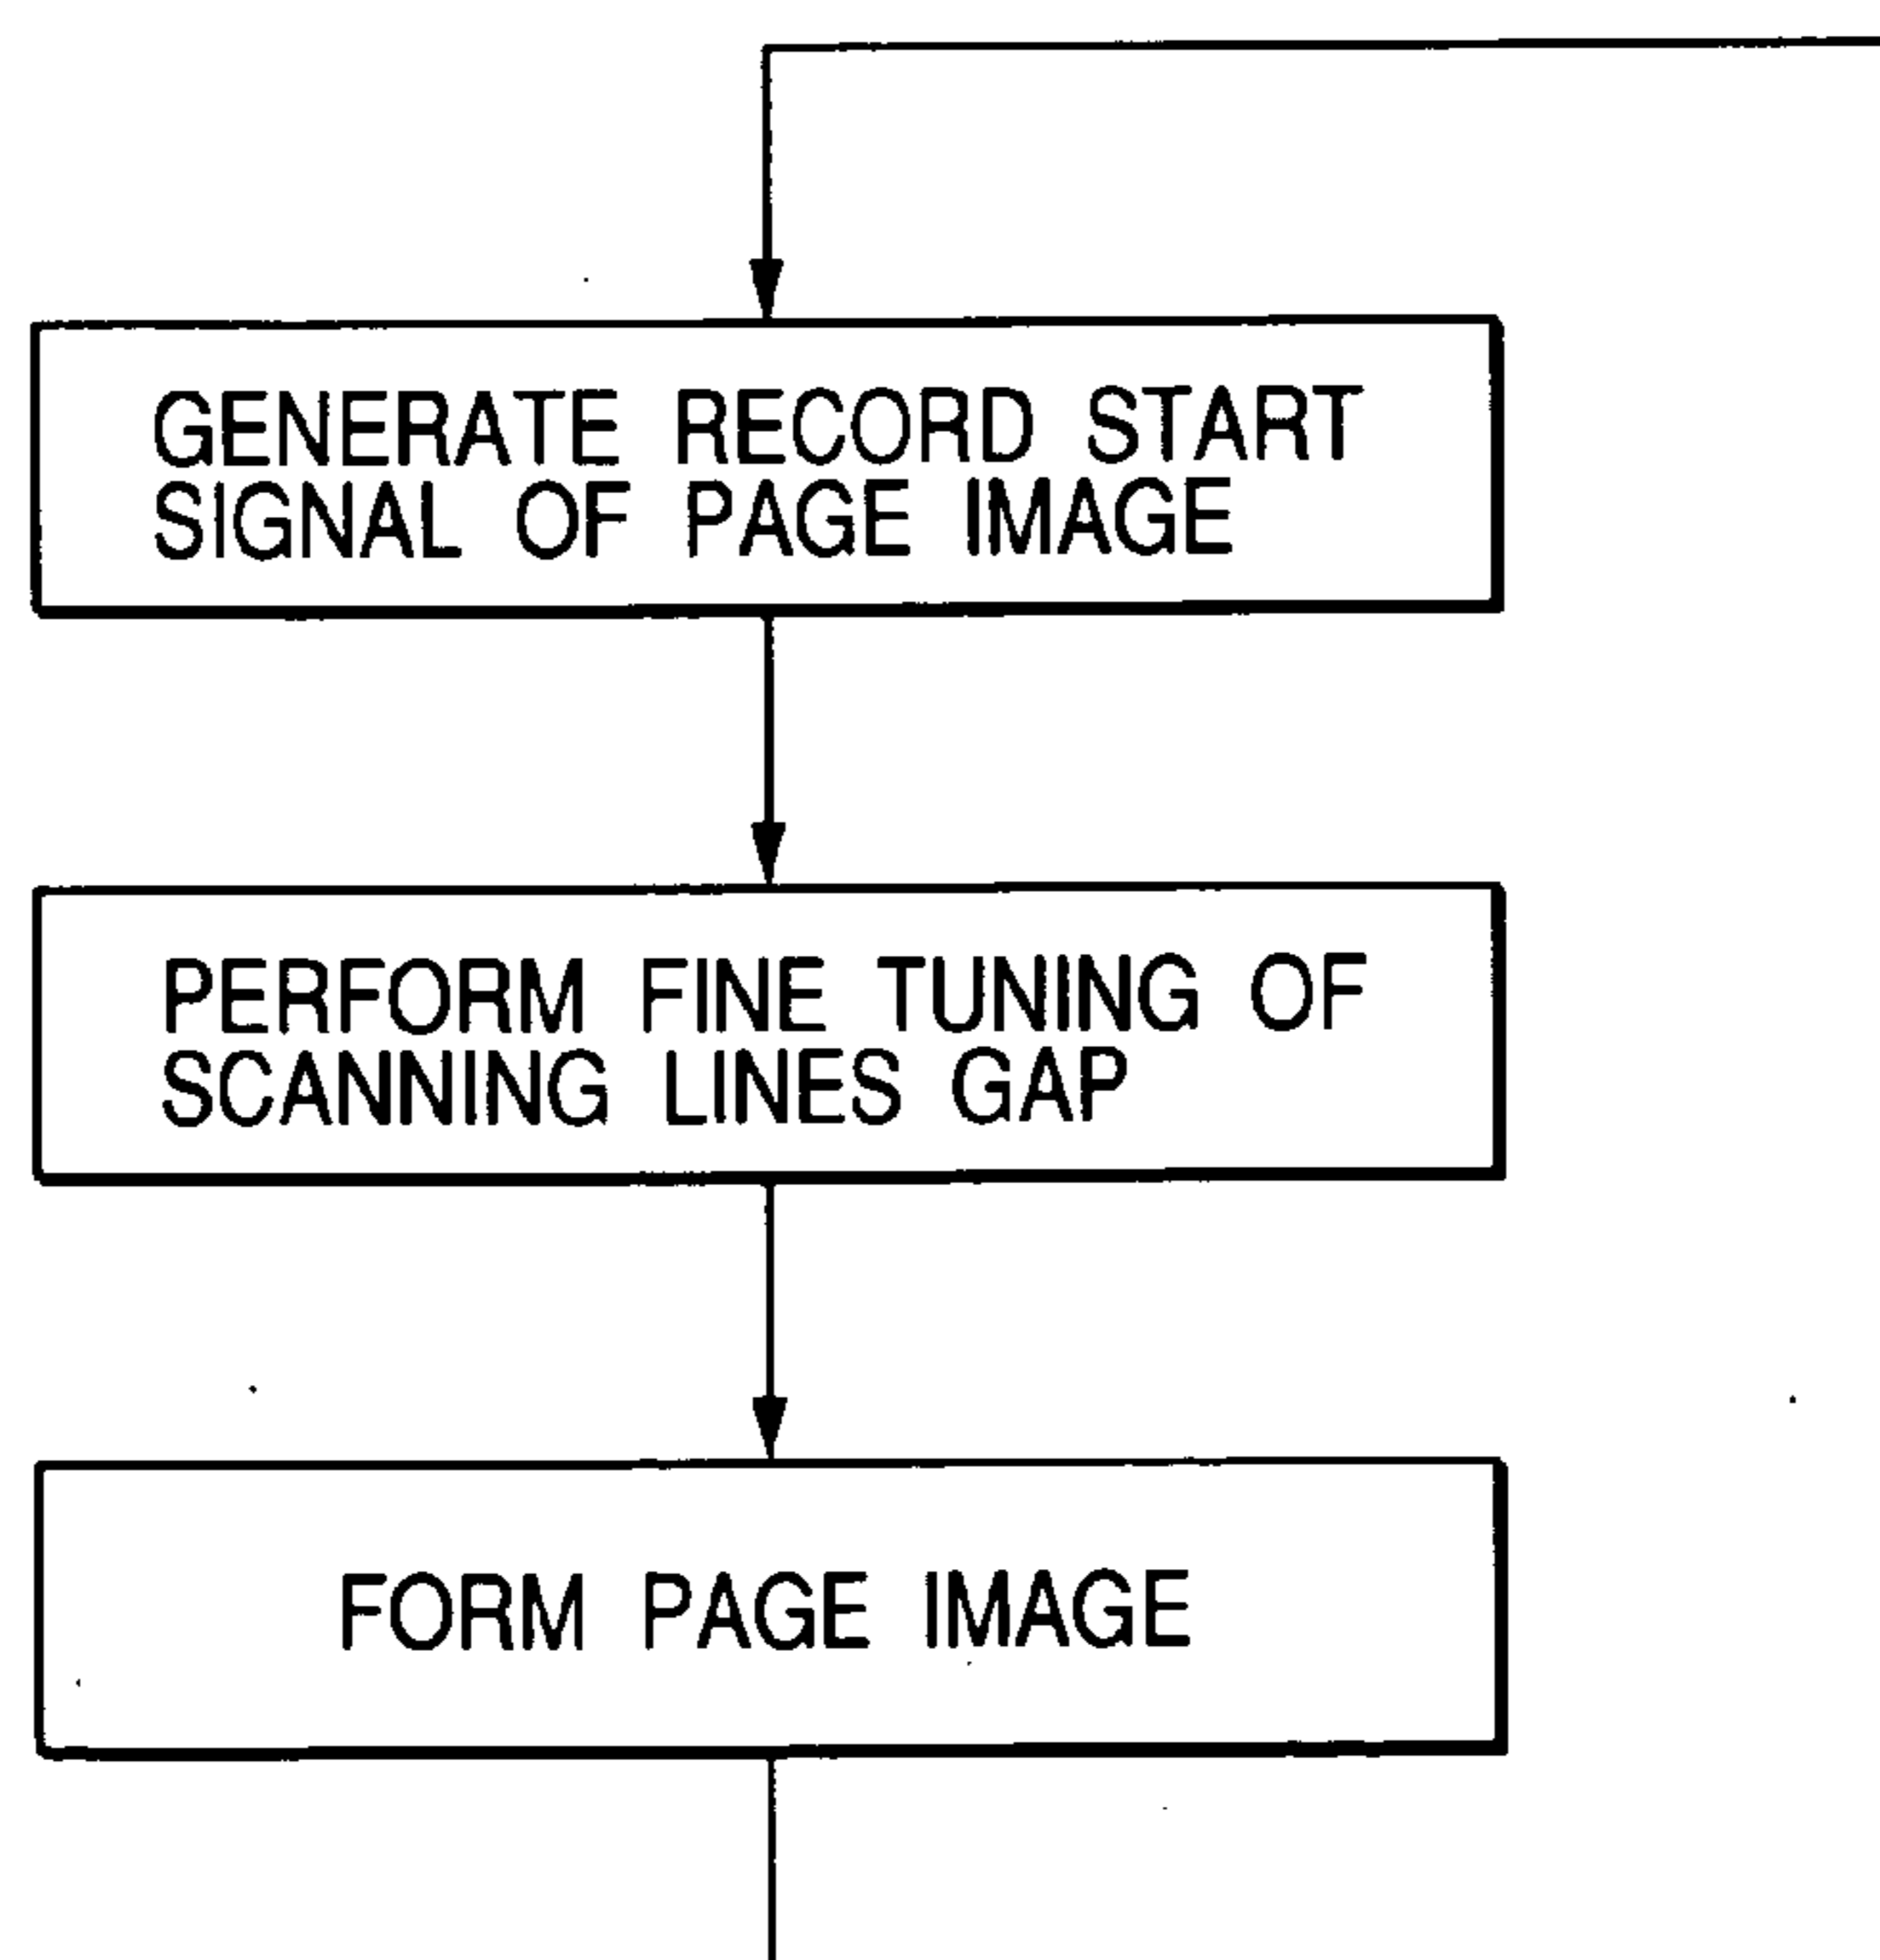 GENERATE RECORD START
SIGNAL OF PAGE IMAGE
PERFORM FINE TUNING OF
SCANNING LINES GAP
FORM PAGE IMAGE